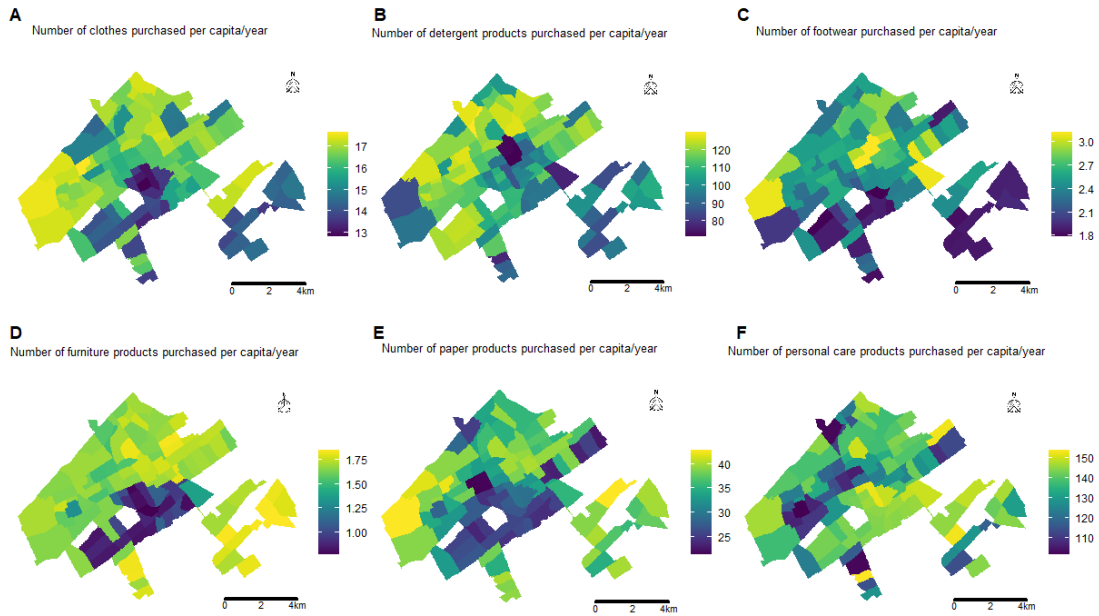 A
Number of clothes purchased per capita/year
N
17
16
15
14
13
0 2 4km
B
Number of detergent products purchased per capita/year
N
120
110
100
90
80
0 2 4km
C
Number of footwear purchased per capita/year
N
3.0
2.7
2.4
2.1
1.8
0 2 4km
D
Number of furniture products purchased per capita/year
1.75
1.50
1.25
1.00
0 2 4km
E
Number of paper products purchased per capita/year
N
40
35
30
25
0 2 4km
F
Number of personal care products purchased per capita/year
N
150
140
130
120
110
0 2 4km